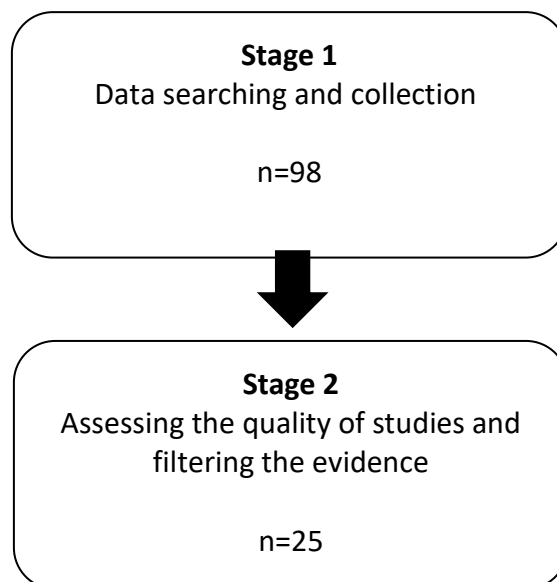 Stage 1
Data searching and collection
n=98
Stage 2
Assessing the quality of studies and
filtering the evidence
n=25